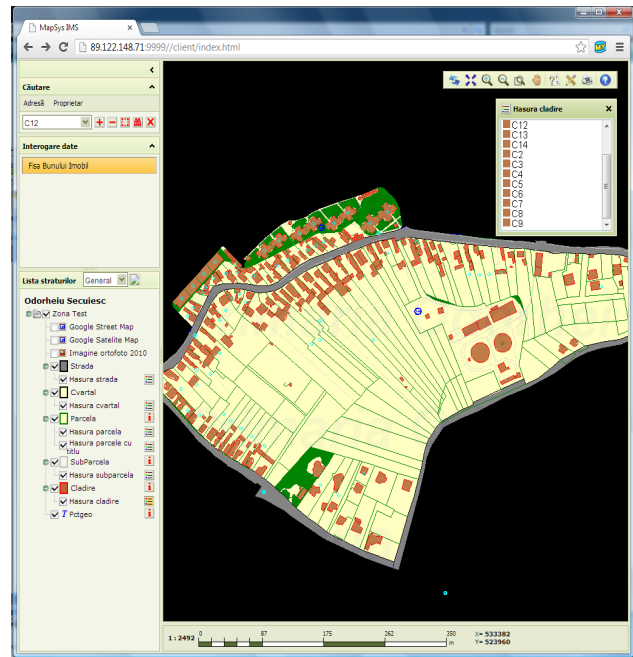 MapSys IMS
89.122.148.71:9999//client/index.html
Căutare
Adresă Proprietar
C12
Interogare date
Fisa Bunului Imobil
Lista straturilor General
Odorheiu Secuiesc
Zona Test
Google Street Map
Google Satelite Map
Imagine ortofoto 2010
Strada
Hasura strada
Cvartal
Hasura cvartal
Parcela
Hasura parcela
Hasura parcele cu
titlu
SubParcela
Hasura subparcela
Cladire
Hasura cladire
T Pctgeo
Hasura cladire
C12
C13
C14
C2
C3
C4
C5
C6
C7
C8
C9
1 : 2492 0 87 175 262 350 m
X= 533382
Y= 523960